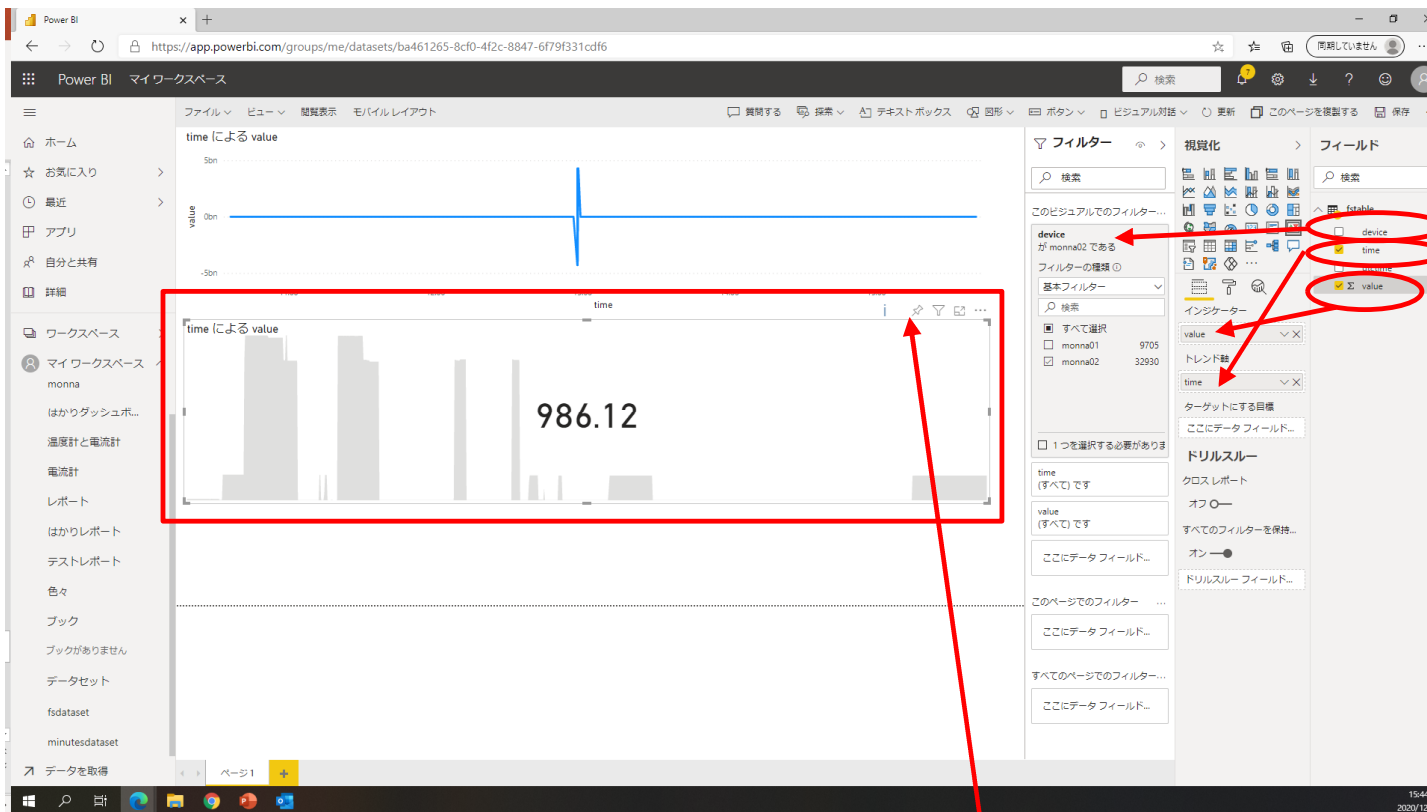 Power BI
https://app.powerbi.com/groups/me/datasets/ba461265-8cf0-4f2c-8847-6f79f331cdf6
同期していません
Power BI マイ ワークスペース
検索
7
ファイル ビュー 閲覧表示 モバイル レイアウト
質問する 探索 テキスト ボックス 図形 ボタン ビジュアル対話 更新 このページを複製する 保存
ホーム
お気に入り
最近
アプリ
自分と共有
詳細
ワークスペース
マイ ワークスペース
monna
はかりダッシュボ...
温度計と電流計
電流計
レポート
はかりレポート
テストレポート
色々
ブック
ブックがありません
データセット
fsdataset
minutesdataset
データを取得
time による value
5bn
0bn
-5bn
value
time
time による value
986.12
フィルター
検索
このビジュアルでのフィルター...
device
が monna02 である
フィルターの種類
基本フィルター
検索
すべて選択
monna01 9705
monna02 32930
1 つを選択する必要がありま
time
(すべて) です
value
(すべて) です
ここにデータ フィールド...
このページでのフィルター ...
ここにデータ フィールド...
すべてのページでのフィルター...
ここにデータ フィールド...
視覚化
インジケーター
value
トレンド軸
time
ターゲットにする目標
ここにデータ フィールド...
ドリルスルー
クロス レポート
オフ
すべてのフィルターを保持...
オン
ドリルスルー フィールド...
フィールド
検索
fstable
device
time
Σ value
ページ1